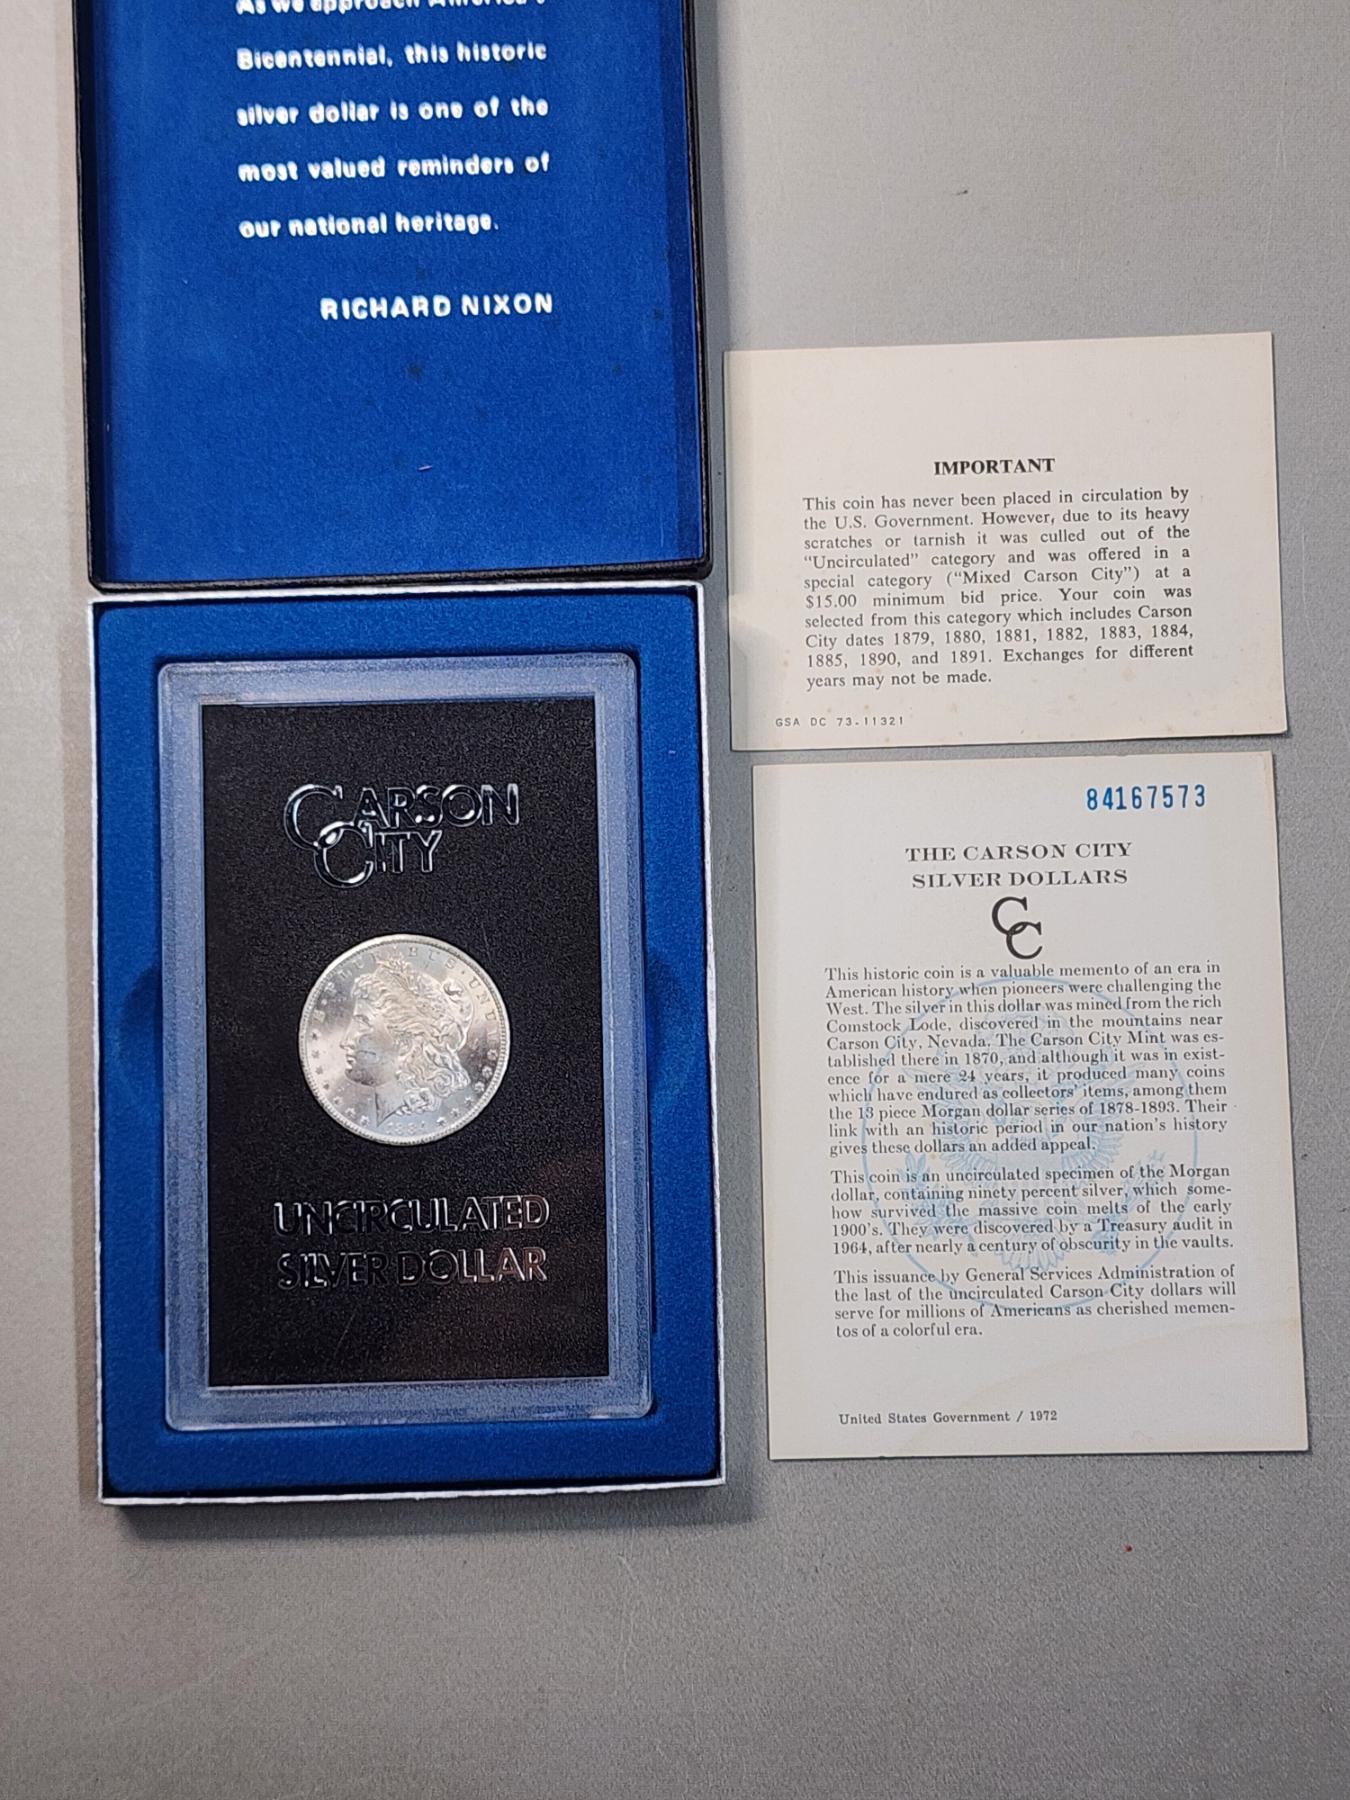 As we approach America's
Bicentennial, this historic
silver dollar is one of the
most valued reminders of
our national heritage.
RICHARD NIXON
CARSON
CITY
PLURIBUS UNUM
UNCIRCULATED
SILVER DOLLAR
IMPORTANT
This coin has never been placed in circulation by
the U.S. Government. However, due to its heavy
scratches or tarnish it was culled out of the
"Uncirculated" category and was offered in a
special category ("Mixed Carson City") at a
$15.00 minimum bid price. Your coin was
selected from this category which includes Carson
City dates 1879, 1880, 1881, 1882, 1883, 1884,
1885, 1890, and 1891. Exchanges for different
years may not be made.
GSA DC 73-11321
84167573
THE CARSON CITY
SILVER DOLLARS
CC
This historic coin is a valuable memento of an era in
American history when pioneers were challenging the
West. The silver in this dollar was mined from the rich
Comstock Lode, discovered in the mountains near
Carson City, Nevada. The Carson City Mint was es-
tablished there in 1870, and although it was in exist-
ence for a mere 24 years, it produced many coins
which have endured as collectors' items, among them
the 13 piece Morgan dollar series of 1878-1893. Their
link with an historic period in our nation's history
gives these dollars an added appeal.
This coin is an uncirculated specimen of the Morgan
dollar, containing ninety percent silver, which some-
how survived the massive coin melts of the early
1900's. They were discovered by a Treasury audit in
1964, after nearly a century of obscurity in the vaults.
This issuance by General Services Administration of
the last of the uncirculated Carson City dollars will
serve for millions of Americans as cherished memen-
tos of a colorful era.
United States Government / 1972